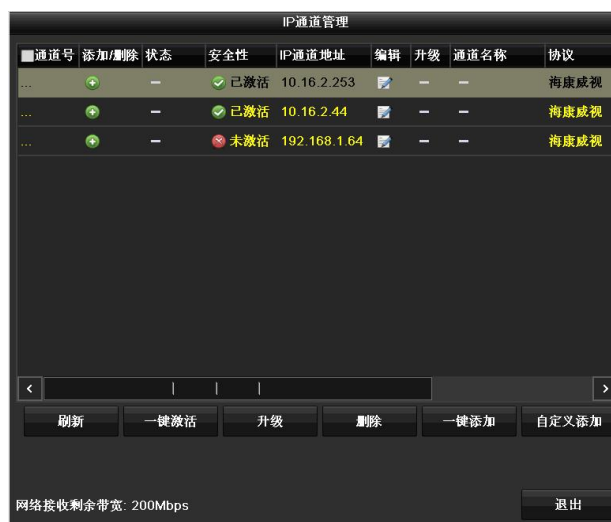 IP通道管理
通道号 添加/删除 状态 安全性 IP通道地址 编辑 升级 通道名称 协议
... — 已激活 10.16.2.253 — — 海康威视
... — 已激活 10.16.2.44 — — 海康威视
... — 未激活 192.168.1.64 — — 海康威视
刷新 一键激活 升级 删除 一键添加 自定义添加
网络接收剩余带宽: 200Mbps 退出